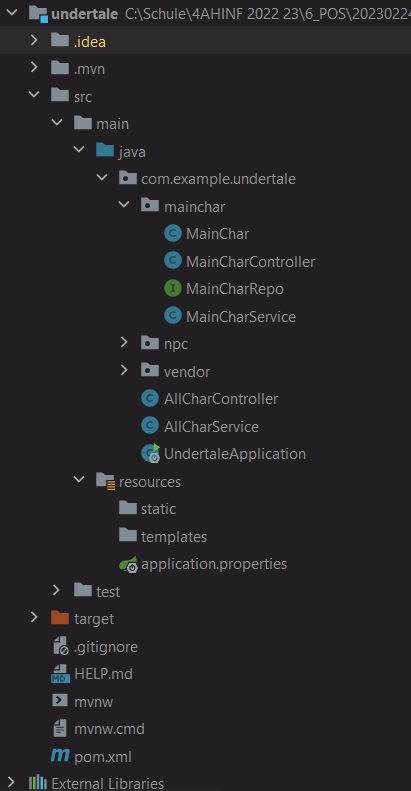 undertale C:\Schule\4AHINF 2022 23\6_POS\20230224
.idea
.mvn
src
main
java
com.example.undertale
mainchar
MainChar
MainCharController
MainCharRepo
MainCharService
npc
vendor
AllCharController
AllCharService
UndertaleApplication
resources
static
templates
application.properties
test
target
.gitignore
HELP.md
mvnw
mvnw.cmd
pom.xml
External Libraries